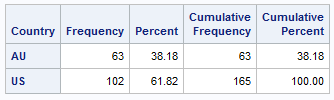 Country Frequency Percent Cumulative Frequency Cumulative Percent
AU 63 38.18 63 38.18
US 102 61.82 165 100.00